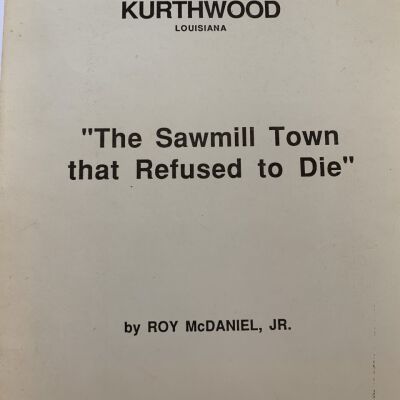 KURTHWOOD
LOUISIANA
"The Sawmill Town
that Refused to Die"
by ROY McDANIEL, JR.